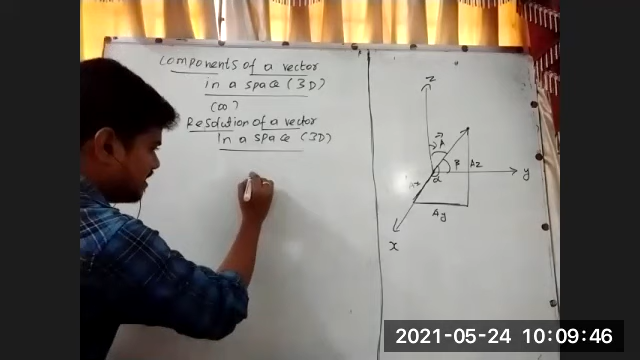 Components of a vector
in a space (3D)
(or)
Resolution of a vector
In a space (3D)
z
A
β
Az
α
y
Ay
x
2021-05-24 10:09:46